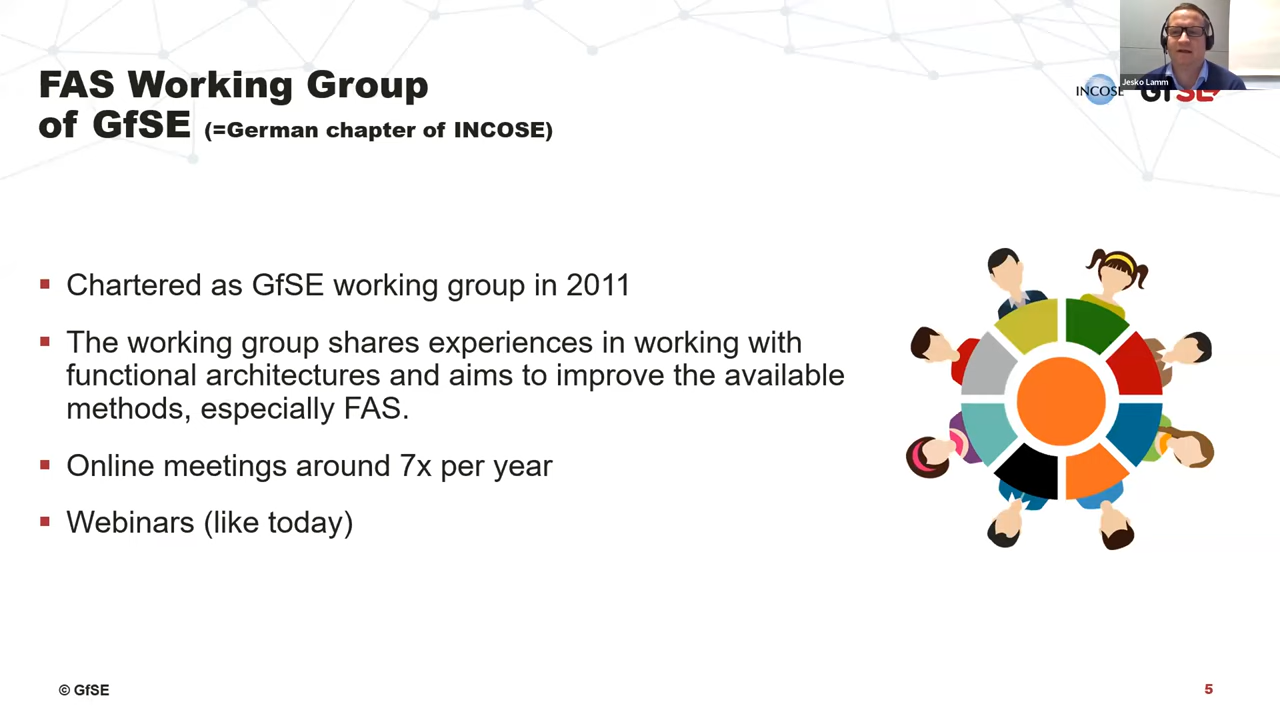 FAS Working Group
of GfSE (=German chapter of INCOSE)
Jesko Lamm
INCOSE
GfSE
▪ Chartered as GfSE working group in 2011
▪ The working group shares experiences in working with
functional architectures and aims to improve the available
methods, especially FAS.
▪ Online meetings around 7x per year
▪ Webinars (like today)
© GfSE
5